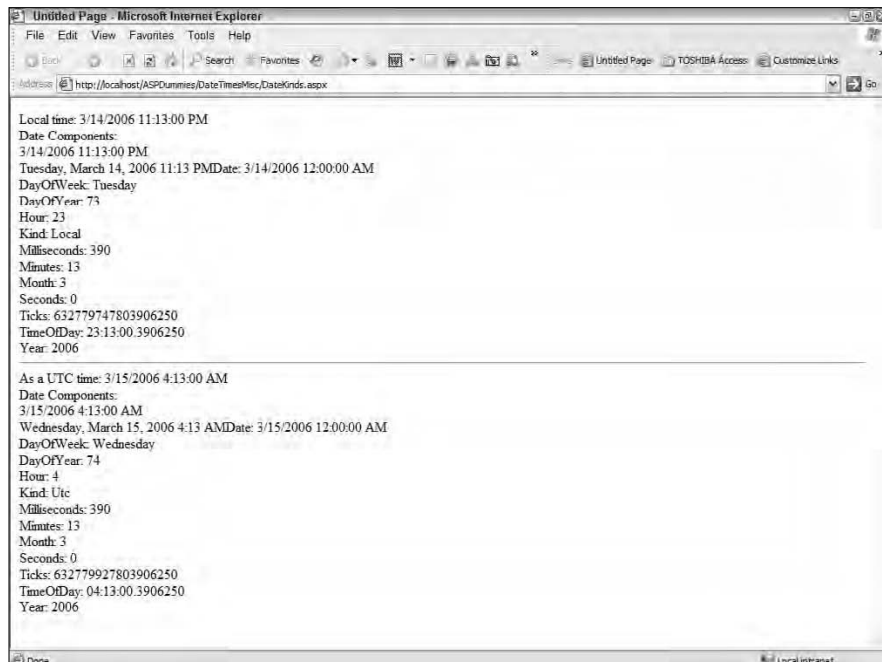 Untitled Page - Microsoft Internet Explorer
File Edit View Favorites Tools Help
Back Search Favorites » Untitled Page TOSHIBA Access Customize Links
Address http://localhost/ASPDummies/DateTimesMisc/DateKinds.aspx Go
Local time: 3/14/2006 11:13:00 PM
Date Components:
3/14/2006 11:13:00 PM
Tuesday, March 14, 2006 11:13 PMDate: 3/14/2006 12:00:00 AM
DayOfWeek: Tuesday
DayOfYear: 73
Hour: 23
Kind: Local
Milliseconds: 390
Minutes: 13
Month: 3
Seconds: 0
Ticks: 632779747803906250
TimeOfDay: 23:13:00.3906250
Year: 2006
As a UTC time: 3/15/2006 4:13:00 AM
Date Components:
3/15/2006 4:13:00 AM
Wednesday, March 15, 2006 4:13 AMDate: 3/15/2006 12:00:00 AM
DayOfWeek: Wednesday
DayOfYear: 74
Hour: 4
Kind: Utc
Milliseconds: 390
Minutes: 13
Month: 3
Seconds: 0
Ticks: 632779927803906250
TimeOfDay: 04:13:00.3906250
Year: 2006
Done Local intranet